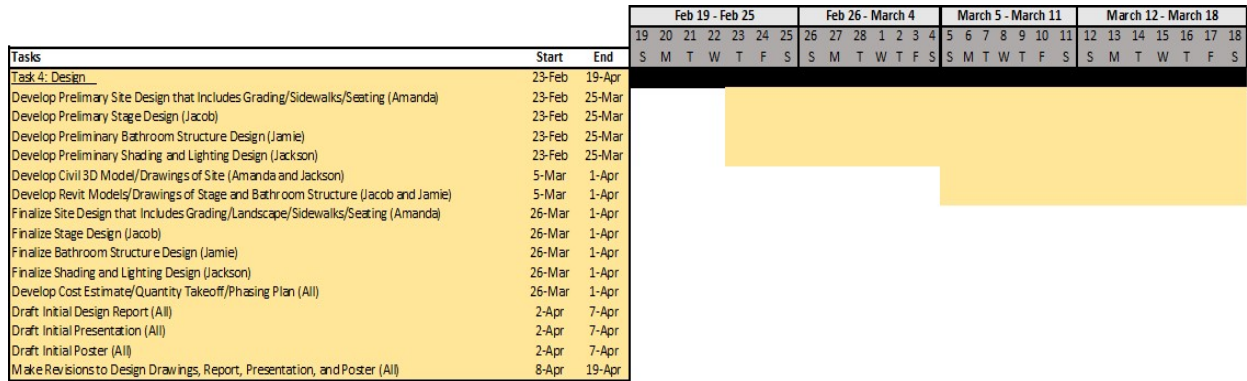 Feb 19 - Feb 25 Feb 26 - March 4 March 5 - March 11 March 12 - March 18
19 20 21 22 23 24 25 26 27 28 1 2 3 4 5 6 7 8 9 10 11 12 13 14 15 16 17 18
Tasks Start End S M T W T F S S M T W T F S S M T W T F S S M T W T F S
Task 4: Design 23-Feb 19-Apr
Develop Prelimary Site Design that Includes Grading/Sidewalks/Seating (Amanda) 23-Feb 25-Mar
Develop Prelimary Stage Design (Jacob) 23-Feb 25-Mar
Develop Preliminary Bathroom Structure Design (Jamie) 23-Feb 25-Mar
Develop Preliminary Shading and Lighting Design (Jackson) 23-Feb 25-Mar
Develop Civil 3D Model/Drawings of Site (Amanda and Jackson) 5-Mar 1-Apr
Develop Revit Models/Drawings of Stage and Bathroom Structure (Jacob and Jamie) 5-Mar 1-Apr
Finalize Site Design that Includes Grading/Landscape/Sidewalks/Seating (Amanda) 26-Mar 1-Apr
Finalize Stage Design (Jacob) 26-Mar 1-Apr
Finalize Bathroom Structure Design (Jamie) 26-Mar 1-Apr
Finalize Shading and Lighting Design (Jackson) 26-Mar 1-Apr
Develop Cost Estimate/Quantity Takeoff/Phasing Plan (All) 26-Mar 1-Apr
Draft Initial Design Report (All) 2-Apr 7-Apr
Draft Initial Presentation (All) 2-Apr 7-Apr
Draft Initial Poster (All) 2-Apr 7-Apr
Make Revisions to Design Drawings, Report, Presentation, and Poster (All) 8-Apr 19-Apr